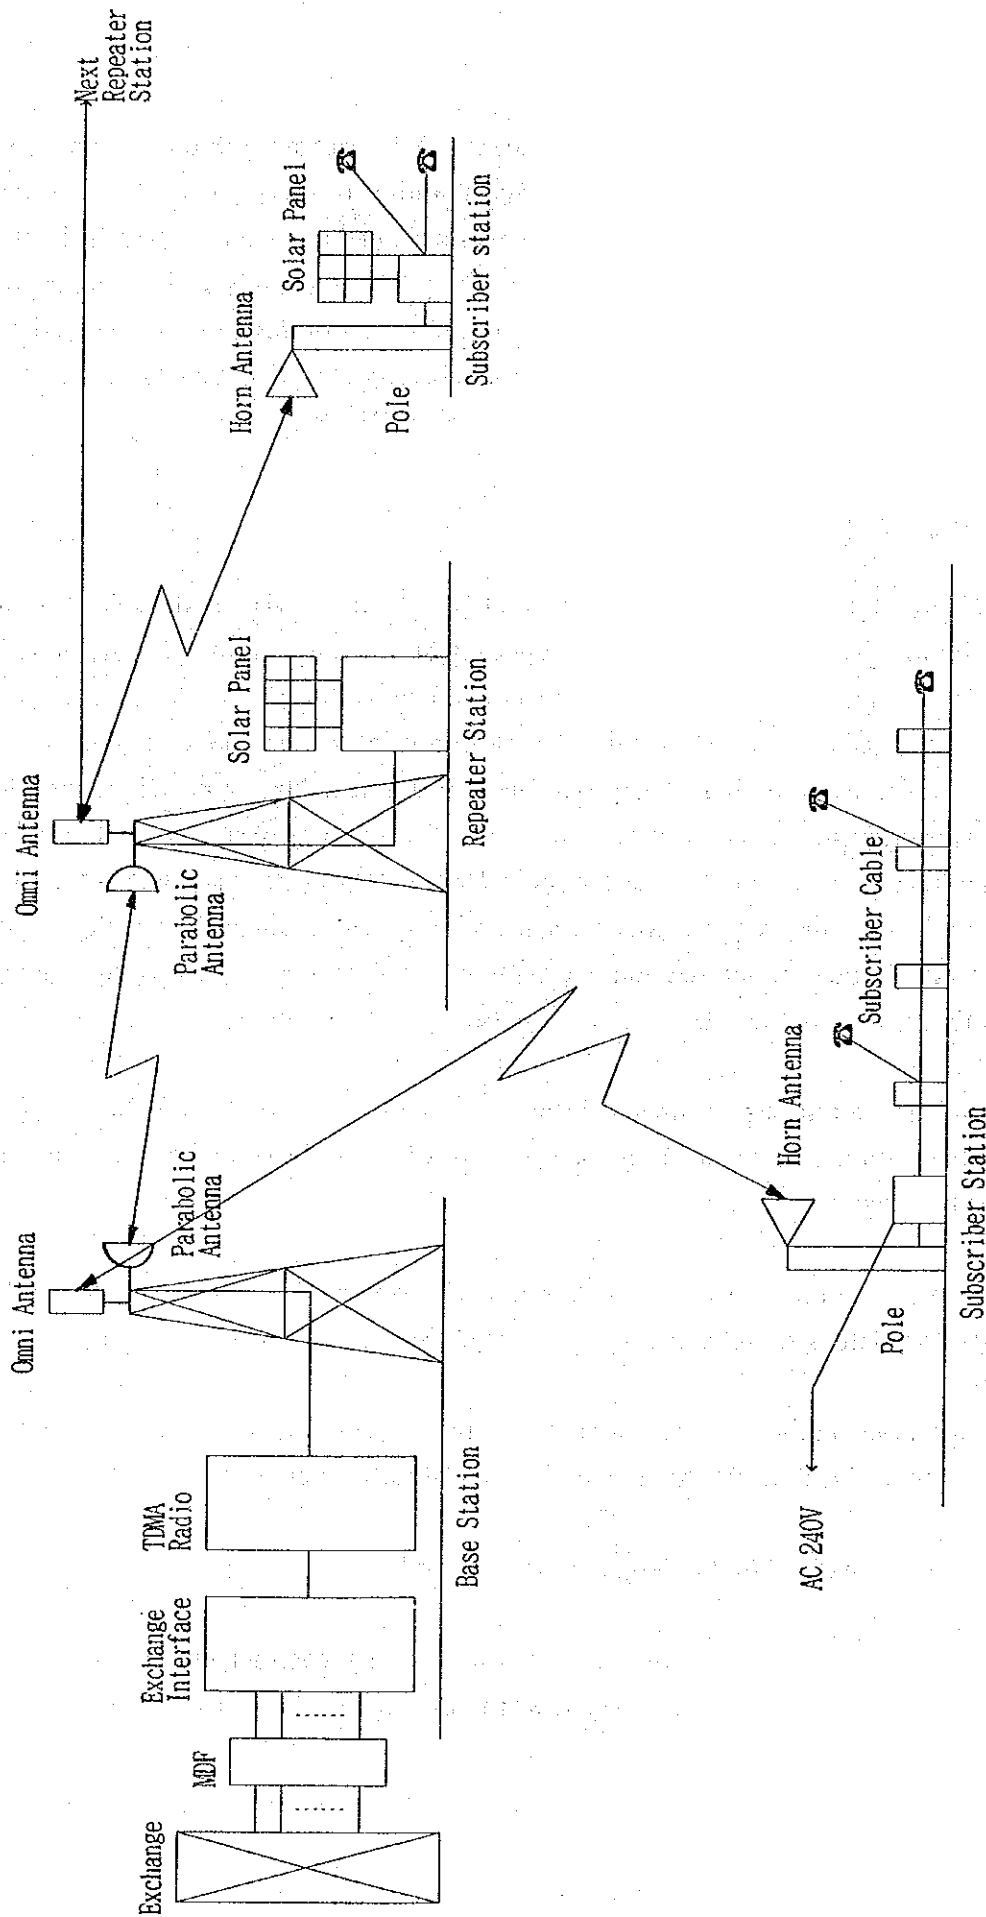 Omni Antenna
Omni Antenna
Next
Repeater
Station
Pakabolic
Antenna
Parabolic
Antenna
Solar Panel
Horn Antenna
Solar Panel
Exchange
MDF
Exchange
Interface
TDMA
Radio
Pole
Base Station
Repeater Station
Subscriber station
AC 240V
Horn Antenna
Subscriber Cable
Pole
Subscriber Station